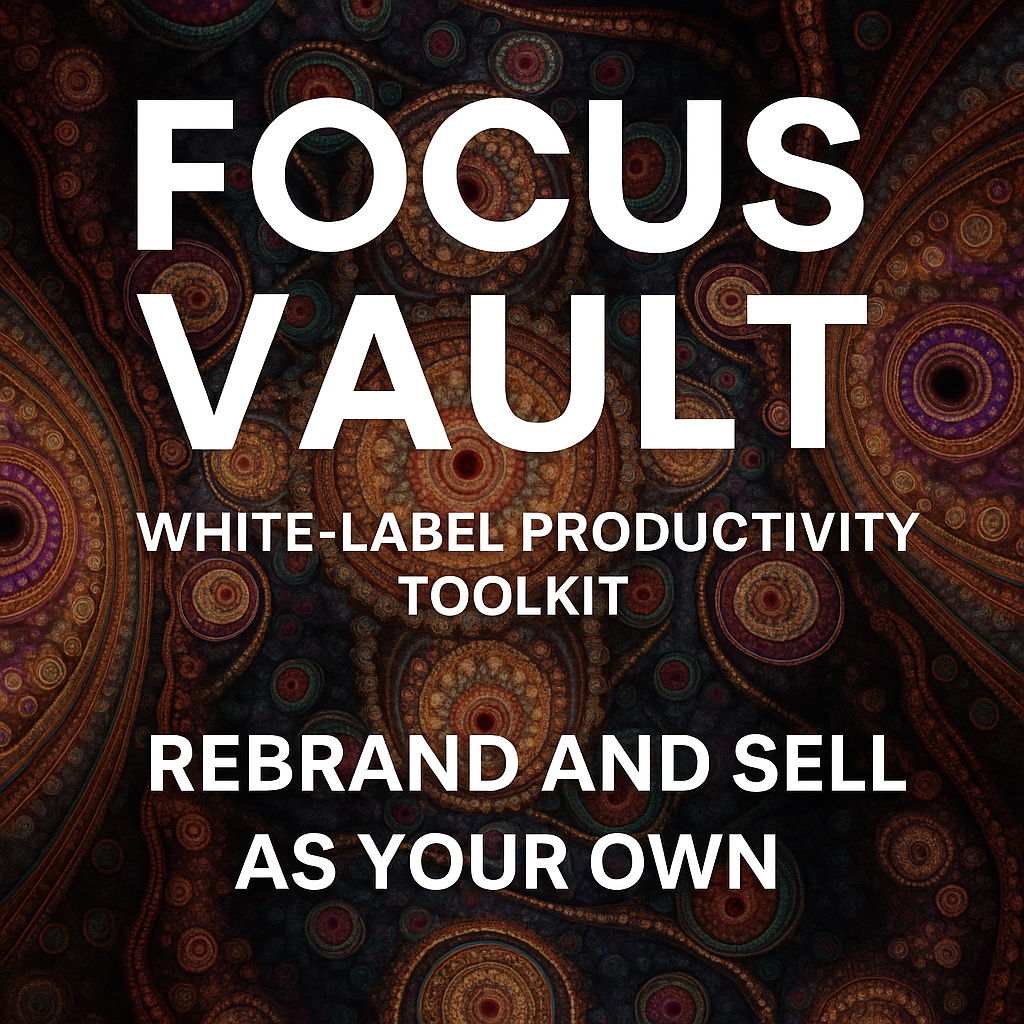 FOCUS
VAULT
WHITE-LABEL PRODUCTIVITY
TOOLKIT
REBRAND AND SELL
AS YOUR OWN